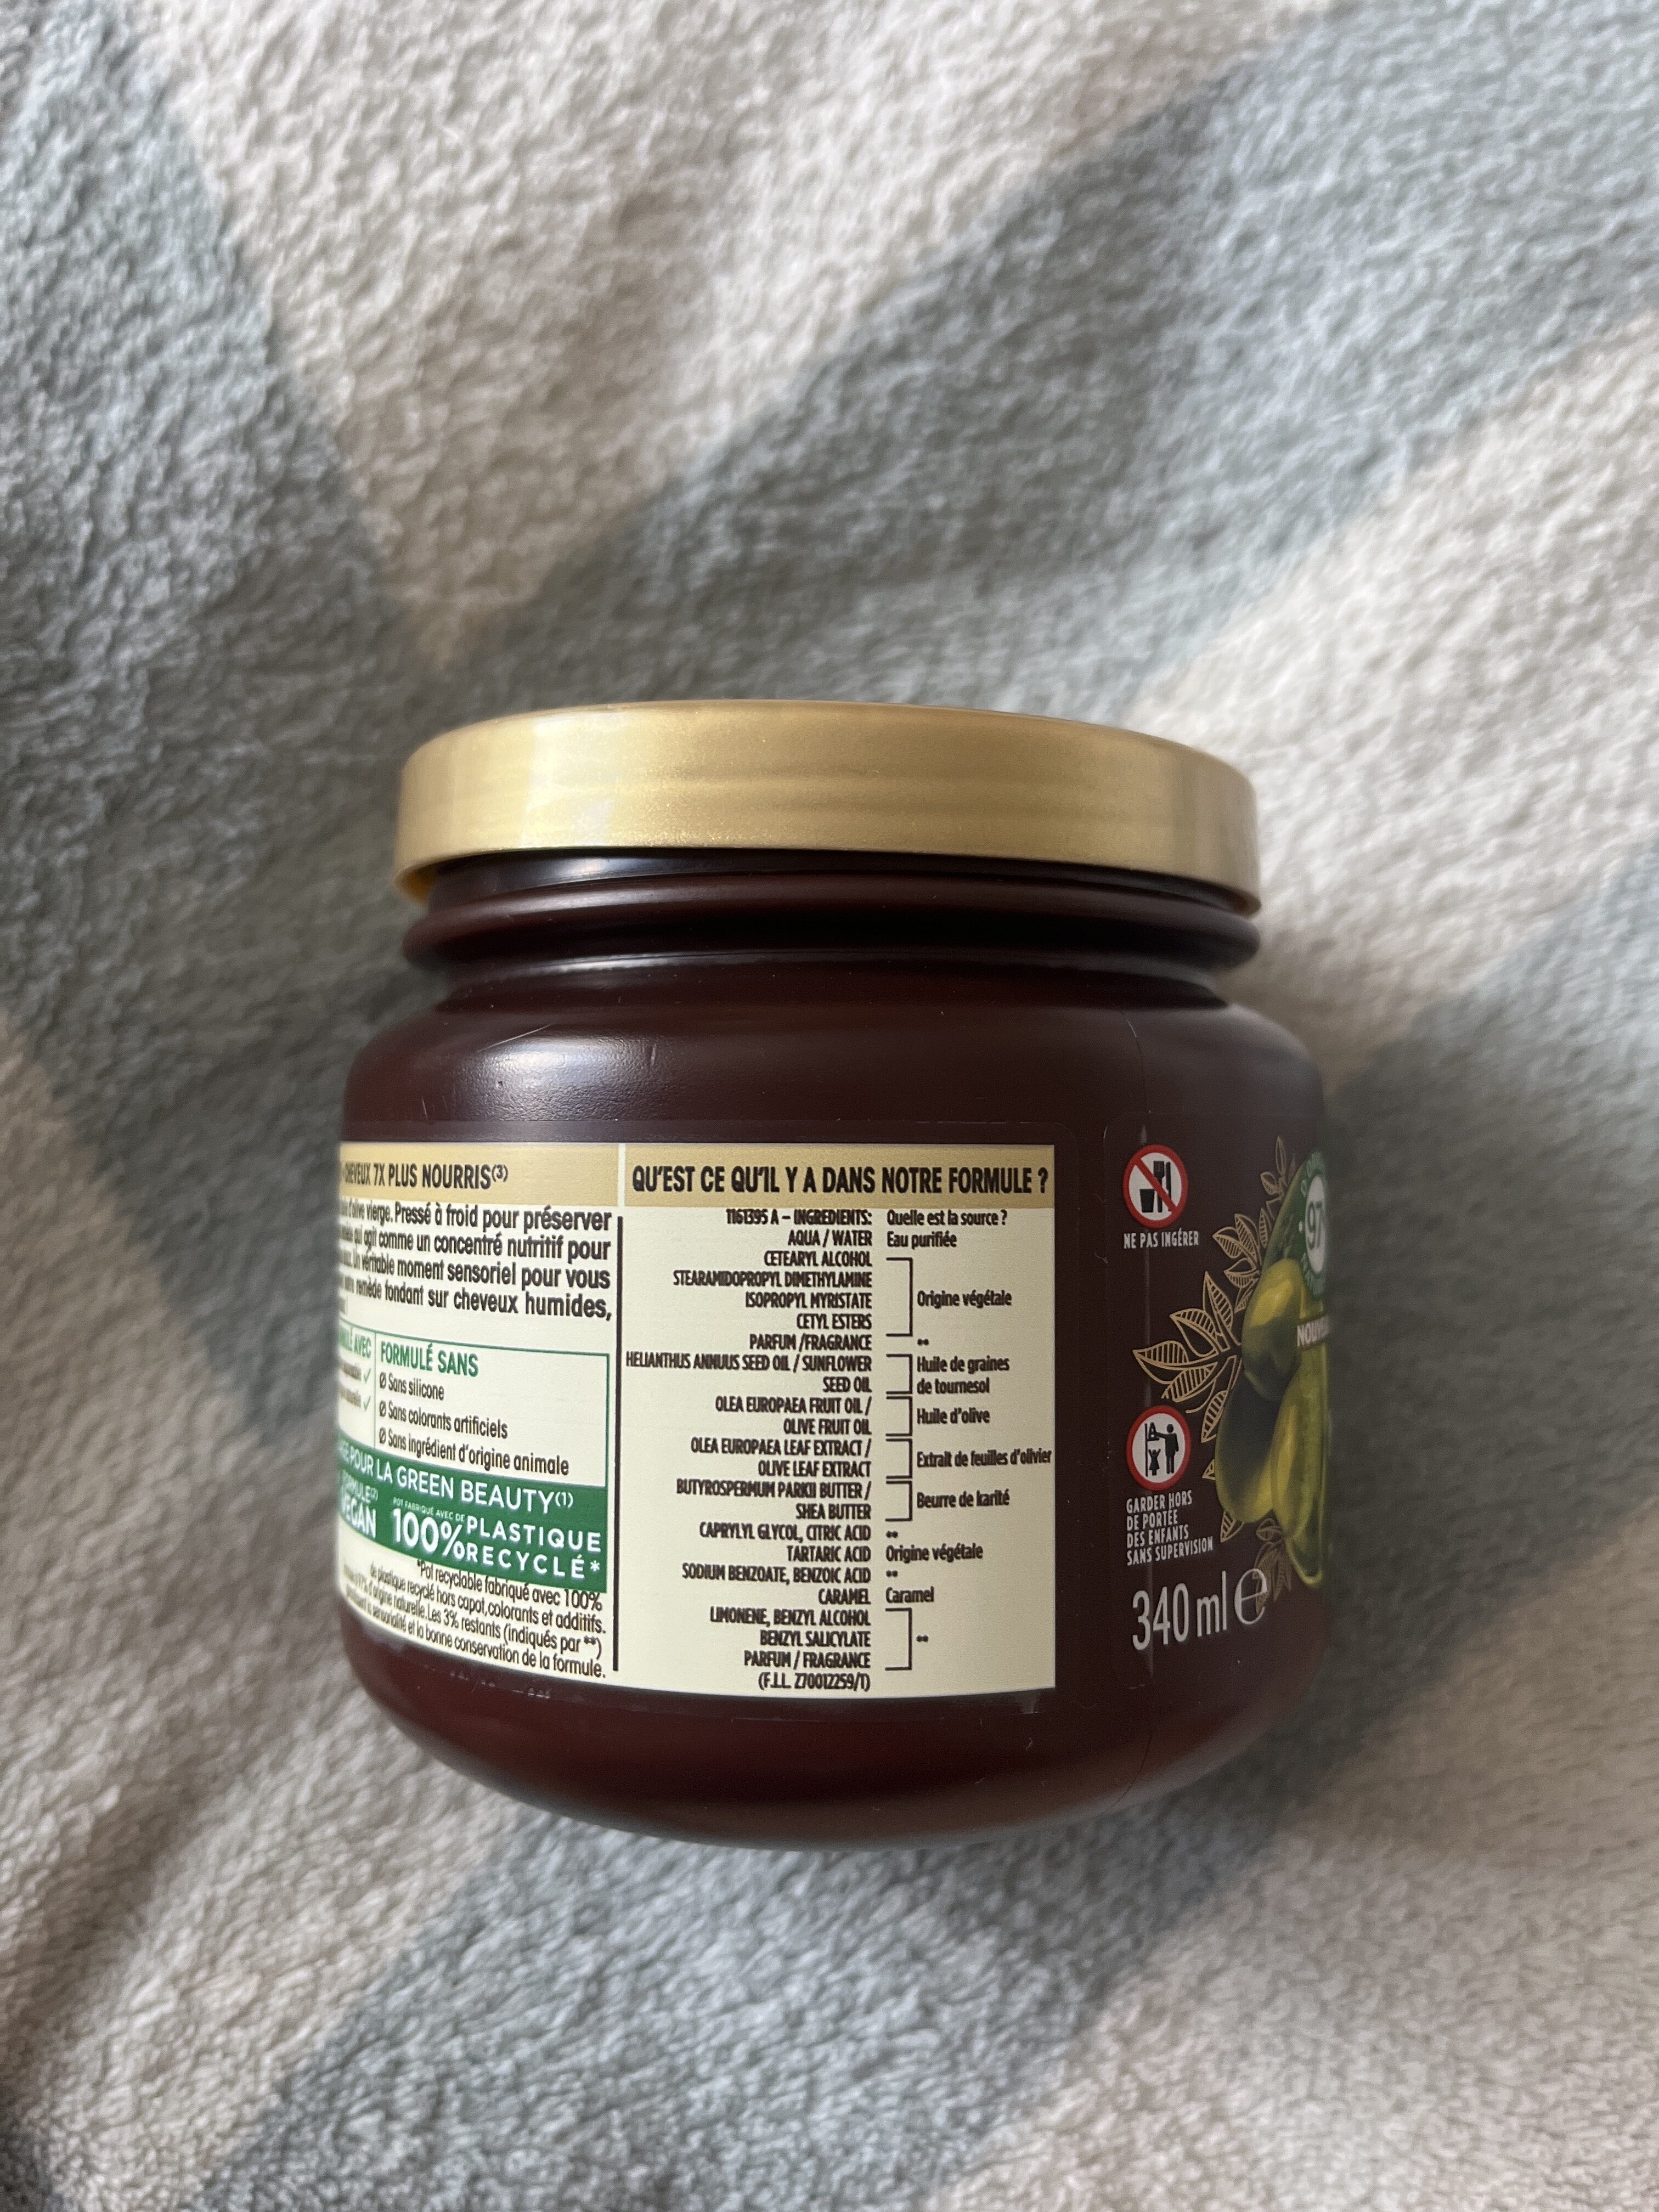 CHEVEUX 7X PLUS NOURRIS(3)
d'olive vierge. Pressé à froid pour préserver
qui agit comme un concentré nutritif pour
Un véritable moment sensoriel pour vous
remède fondant sur cheveux humides,
AVEC
FORMULÉ SANS
Ø Sans silicone
Ø Sans colorants artificiels
Ø Sans ingrédient d'origine animale
POUR LA GREEN BEAUTY(1)
VEGAN
POT FABRIQUÉ AVEC DE
100% PLASTIQUE
RECYCLÉ*
*Pot recyclable fabriqué avec 100%
de plastique recyclé hors capot, colorants et additifs.
d'origine naturelle. Les 3% restants (indiqués par **)
sensorialité et la bonne conservation de la formule.
QU'EST CE QU'IL Y A DANS NOTRE FORMULE ?
1161395 A – INGREDIENTS: Quelle est la source ?
AQUA / WATER Eau purifiée
CETEARYL ALCOHOL
STEARAMIDOPROPYL DIMETHYLAMINE
ISOPROPYL MYRISTATE Origine végétale
CETYL ESTERS
PARFUM /FRAGRANCE **
HELIANTHUS ANNUUS SEED OIL / SUNFLOWER Huile de graines
SEED OIL de tournesol
OLEA EUROPAEA FRUIT OIL / Huile d'olive
OLIVE FRUIT OIL
OLEA EUROPAEA LEAF EXTRACT / Extrait de feuilles d'olivier
OLIVE LEAF EXTRACT
BUTYROSPERMUM PARKII BUTTER / Beurre de karité
SHEA BUTTER
CAPRYLYL GLYCOL, CITRIC ACID **
TARTARIC ACID Origine végétale
SODIUM BENZOATE, BENZOIC ACID **
CARAMEL Caramel
LIMONENE, BENZYL ALCOHOL
BENZYL SALICYLATE **
PARFUM / FRAGRANCE
(F.I.L. Z70012259/1)
NE PAS INGÉRER
GARDER HORS
DE PORTÉE
DES ENFANTS
SANS SUPERVISION
340 ml e
97